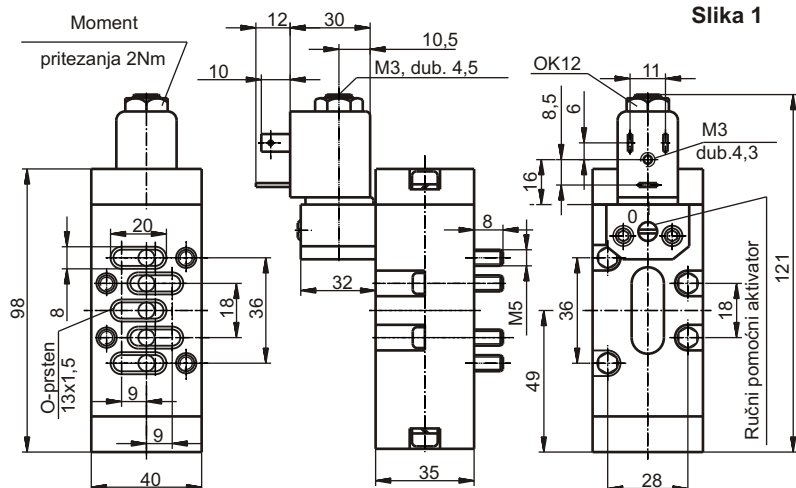 Slika 1
Moment
pritezanja 2Nm
12
30
10,5
10
M3, dub. 4,5
OK12
11
8,5
6
M3
dub.4,3
16
0
20
98
8
36
18
O-prsten
13x1,5
9
9
40
32
8
M5
35
36
49
18
121
Ručni pomoćni aktivator
28